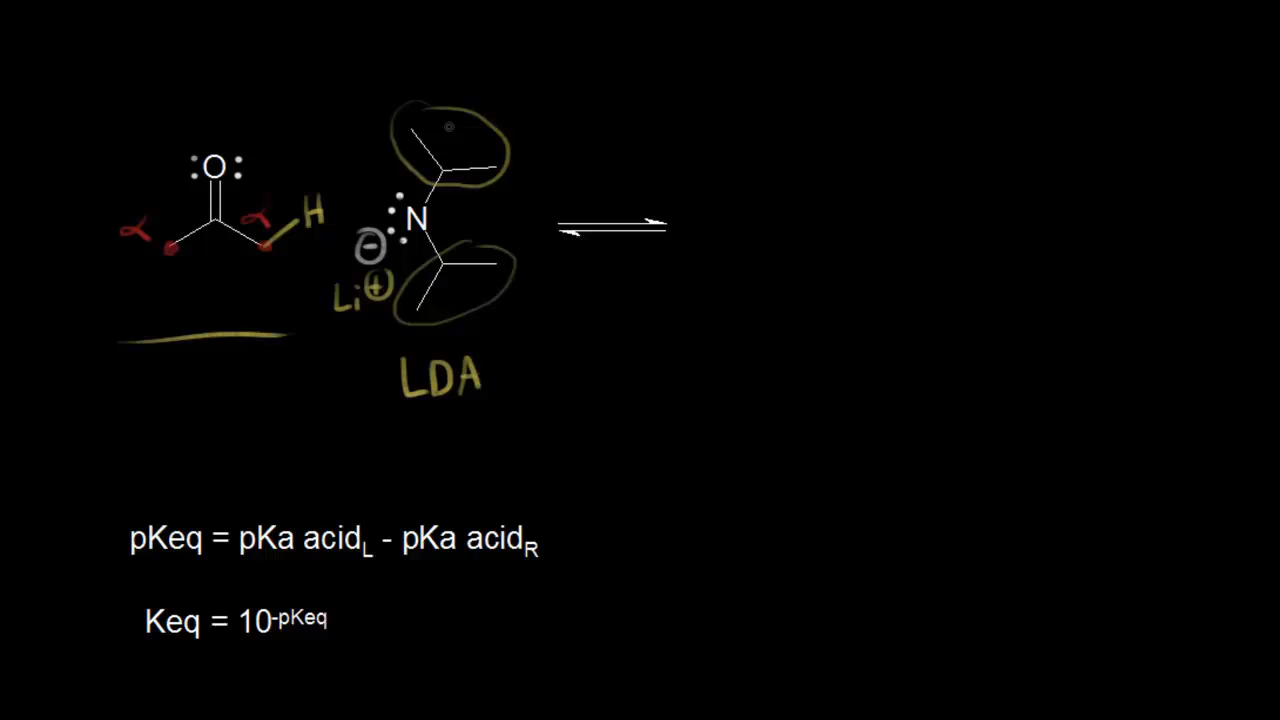 :O:
α α H
N
⊖
Li⊕
LDA
pKeq = pKa acidL - pKa acidR
Keq = 10-pKeq